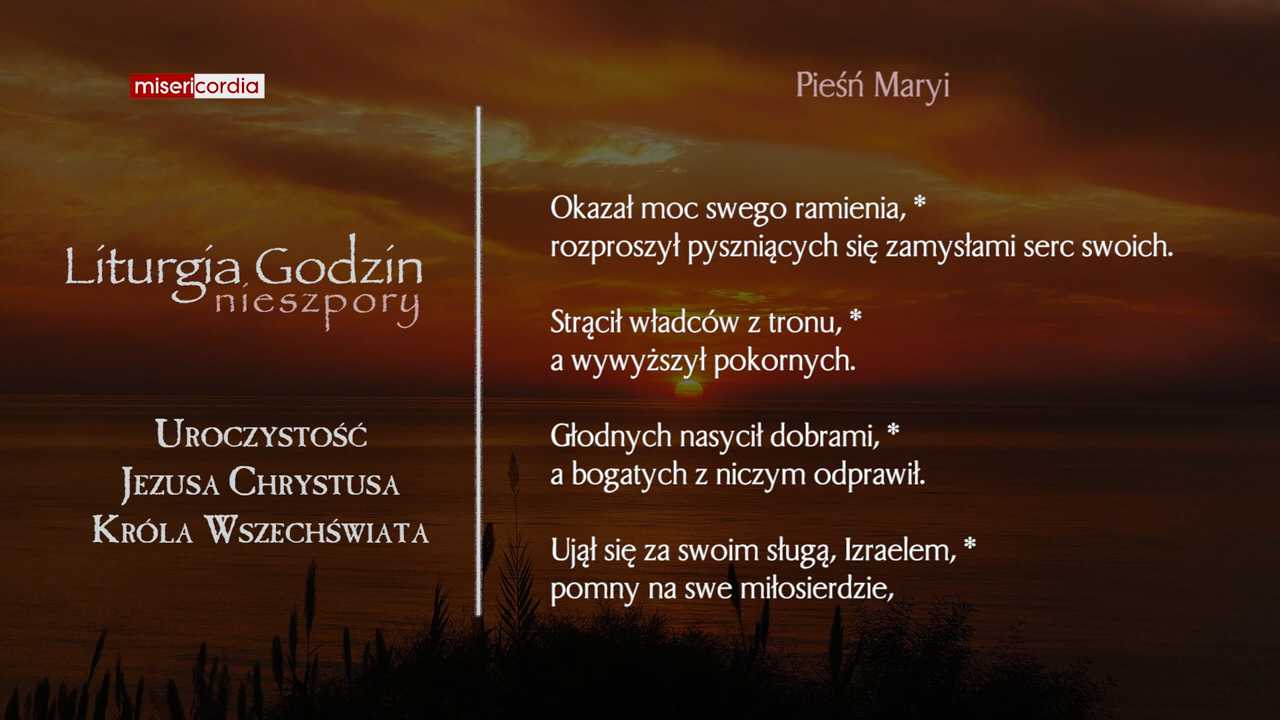 misericordia
Liturgia Godzin
nieszpory
Uroczystość
Jezusa Chrystusa
Króla Wszechświata
Pieśń Maryi
Okazał moc swego ramienia, *
rozproszył pyszniących się zamysłami serc swoich.
Strącił władców z tronu, *
a wywyższył pokornych.
Głodnych nasycił dobrami, *
a bogatych z niczym odprawił.
Ujął się za swoim sługą, Izraelem, *
pomny na swe miłosierdzie,